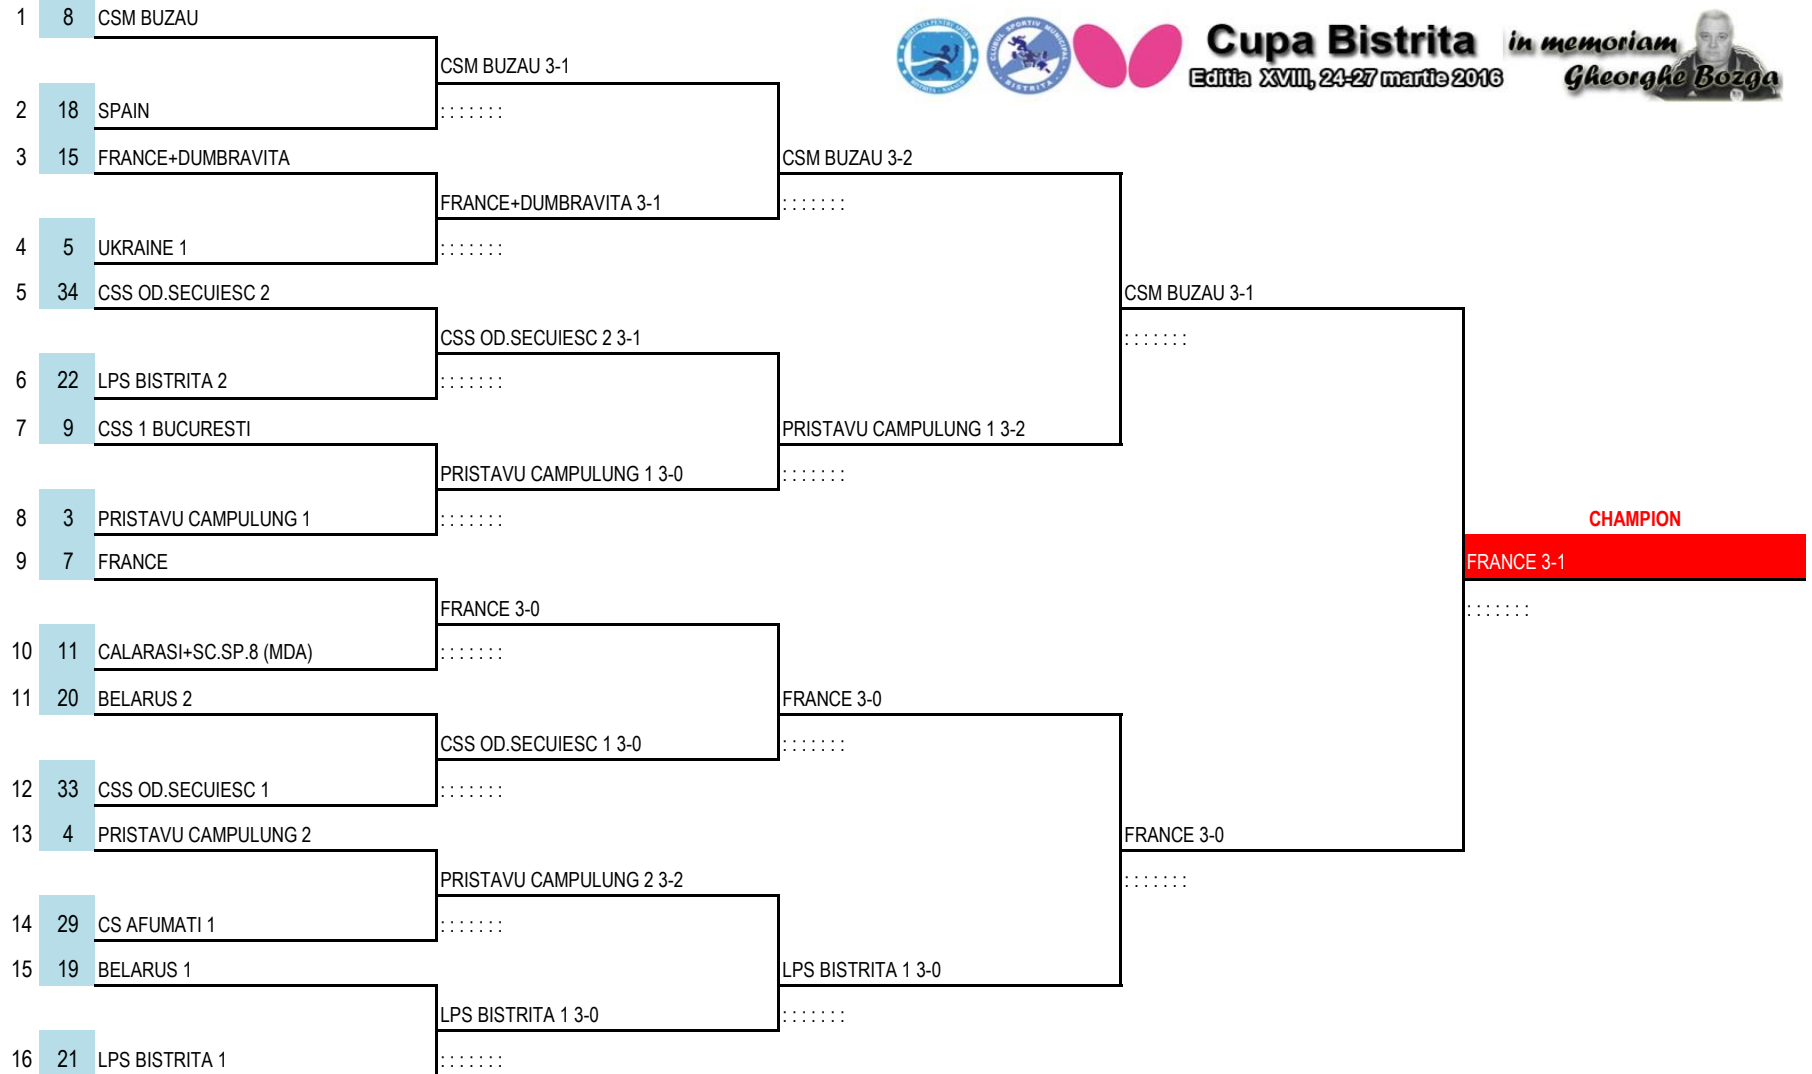 1 8 CSM BUZAU
Cupa Bistrita
in memoriam
CSM BUZAU 3-1
Editia XVIII, 24-27 martie 2016
Gheorghe Bozga
2 18 SPAIN
: : : : : : :
3 15 FRANCE+DUMBRAVITA
CSM BUZAU 3-2
FRANCE+DUMBRAVITA 3-1
: : : : : : :
4 5 UKRAINE 1
: : : : : : :
5 34 CSS OD.SECUIESC 2
CSM BUZAU 3-1
CSS OD.SECUIESC 2 3-1
: : : : : : :
6 22 LPS BISTRITA 2
: : : : : : :
7 9 CSS 1 BUCURESTI
PRISTAVU CAMPULUNG 1 3-2
PRISTAVU CAMPULUNG 1 3-0
: : : : : : :
8 3 PRISTAVU CAMPULUNG 1
: : : : : : :
CHAMPION
9 7 FRANCE
FRANCE 3-1
FRANCE 3-0
: : : : : : :
10 11 CALARASI+SC.SP.8 (MDA)
: : : : : : :
11 20 BELARUS 2
FRANCE 3-0
CSS OD.SECUIESC 1 3-0
: : : : : : :
12 33 CSS OD.SECUIESC 1
: : : : : : :
13 4 PRISTAVU CAMPULUNG 2
FRANCE 3-0
PRISTAVU CAMPULUNG 2 3-2
: : : : : : :
14 29 CS AFUMATI 1
: : : : : : :
15 19 BELARUS 1
LPS BISTRITA 1 3-0
LPS BISTRITA 1 3-0
: : : : : : :
16 21 LPS BISTRITA 1
: : : : : : :